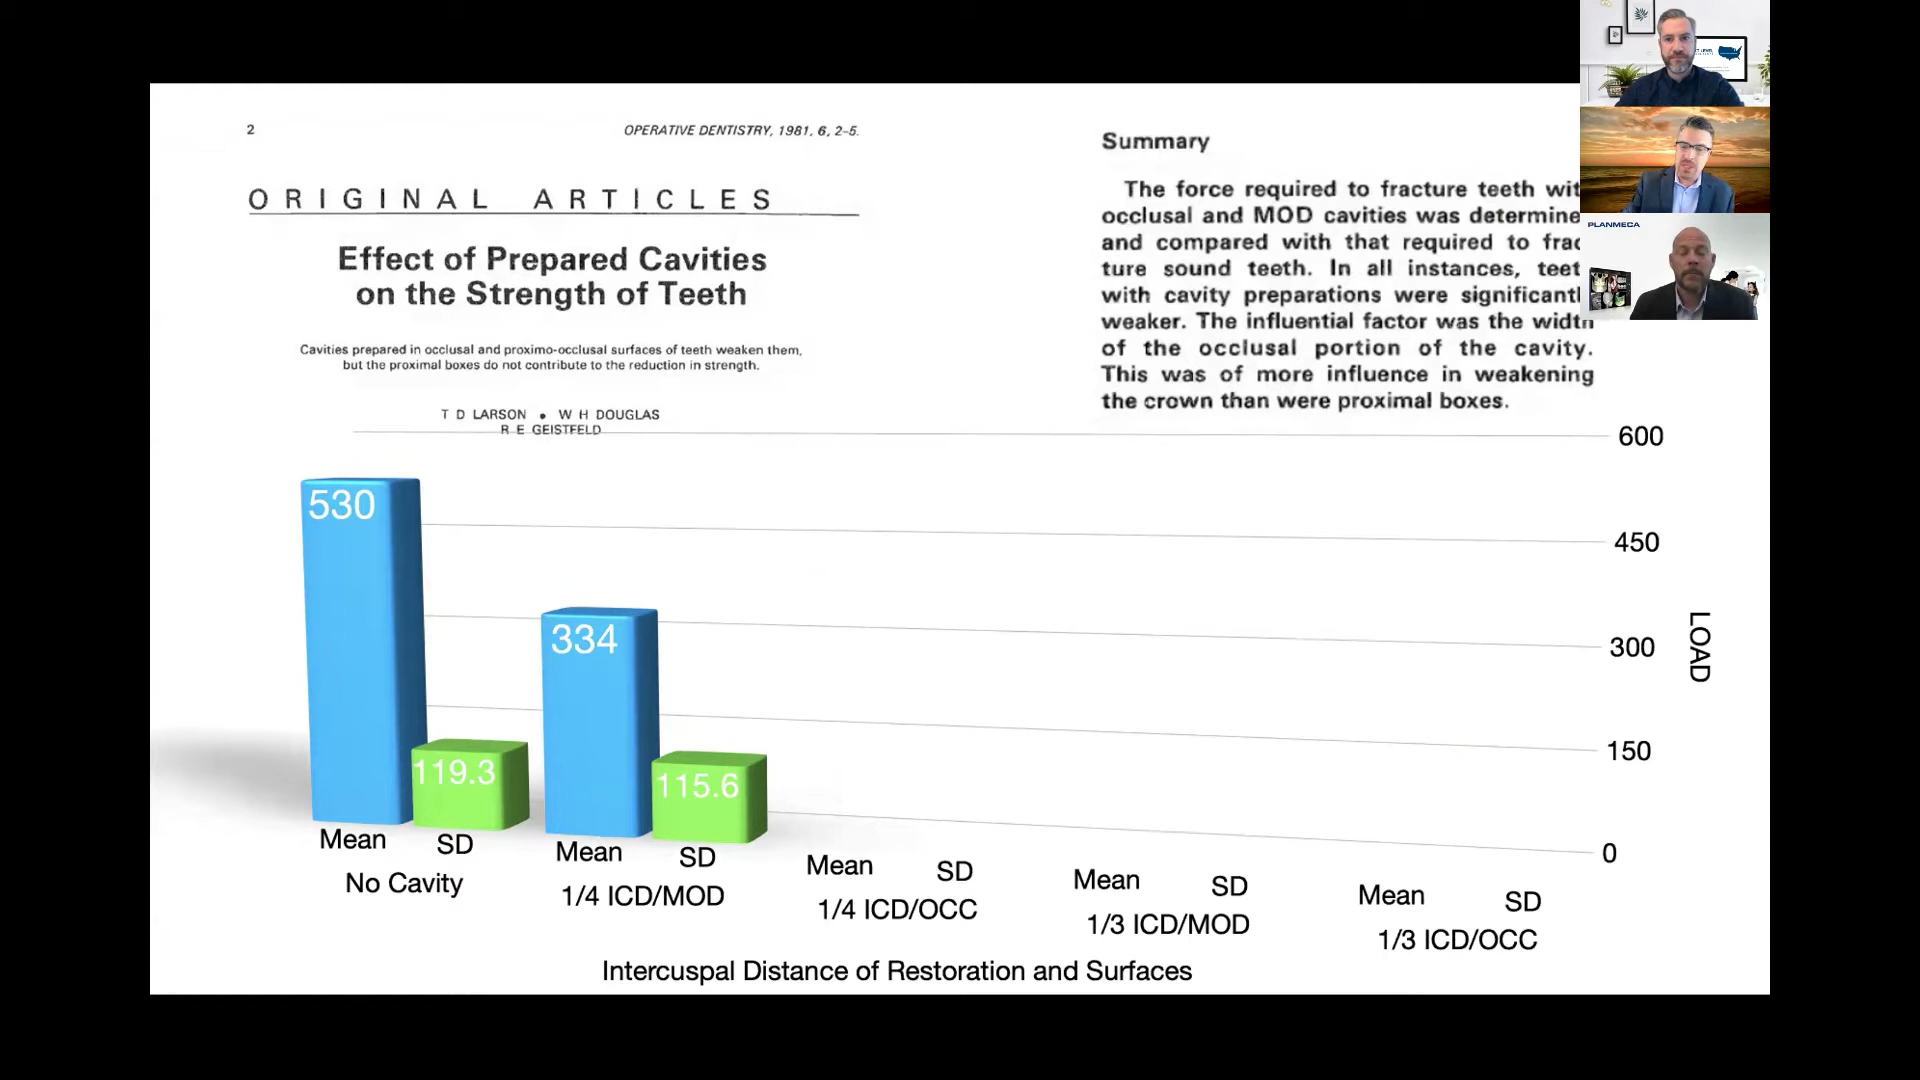 2
OPERATIVE DENTISTRY, 1981, 6, 2–5.
ORIGINAL ARTICLES
Effect of Prepared Cavities
on the Strength of Teeth
Cavities prepared in occlusal and proximo-occlusal surfaces of teeth weaken them,
but the proximal boxes do not contribute to the reduction in strength.
T D LARSON • W H DOUGLAS
R E GEISTFELD
Summary
The force required to fracture teeth wit
occlusal and MOD cavities was determine
and compared with that required to frac
ture sound teeth. In all instances, teet
with cavity preparations were significant
weaker. The influential factor was the width
of the occlusal portion of the cavity.
This was of more influence in weakening
the crown than were proximal boxes.
PLANMECA
600
450
300
150
0
LOAD
530
119.3
334
115.6
Mean SD
No Cavity
Mean SD
1/4 ICD/MOD
Mean SD
1/4 ICD/OCC
Mean SD
1/3 ICD/MOD
Mean SD
1/3 ICD/OCC
Intercuspal Distance of Restoration and Surfaces